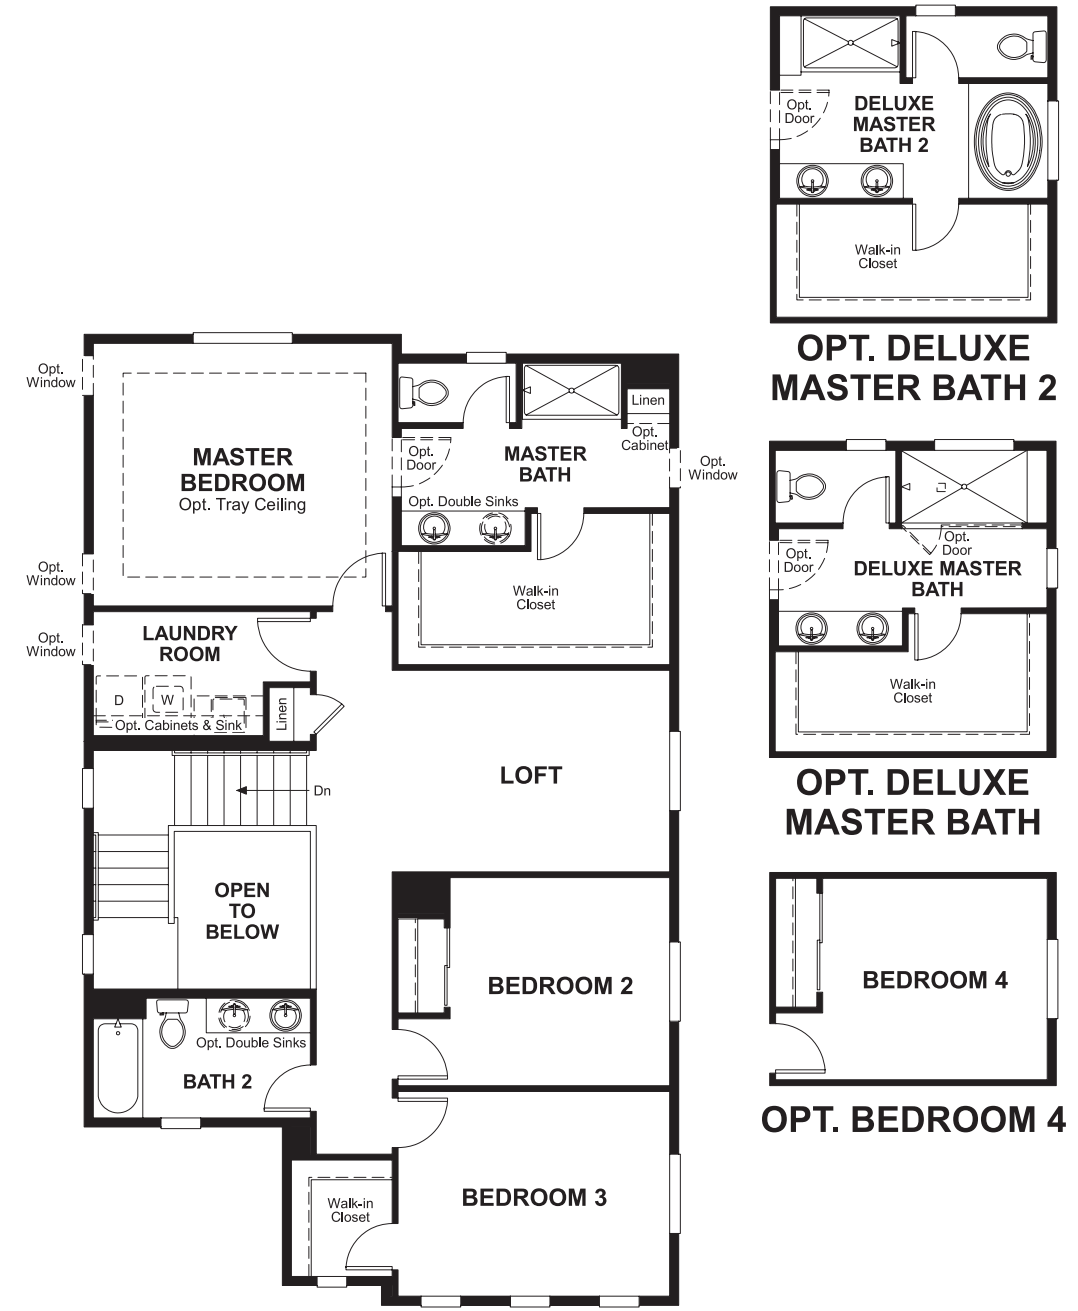 Opt.
Window
MASTER
BEDROOM
Opt. Tray Ceiling
Opt.
Window
Opt.
Window
Opt.
Door
MASTER
BATH
Linen
Opt.
Cabinet
Opt.
Window
Opt. Double Sinks
Walk-in
Closet
LAUNDRY
ROOM
D
W
Opt. Cabinets & Sink
Linen
LOFT
Dn
OPEN
TO
BELOW
BEDROOM 2
Opt. Double Sinks
BATH 2
BEDROOM 3
Walk-in
Closet
Opt.
Door
DELUXE
MASTER
BATH 2
Walk-in
Closet
OPT. DELUXE
MASTER BATH 2
Opt.
Door
Opt.
Door
DELUXE MASTER
BATH
Walk-in
Closet
OPT. DELUXE
MASTER BATH
BEDROOM 4
OPT. BEDROOM 4